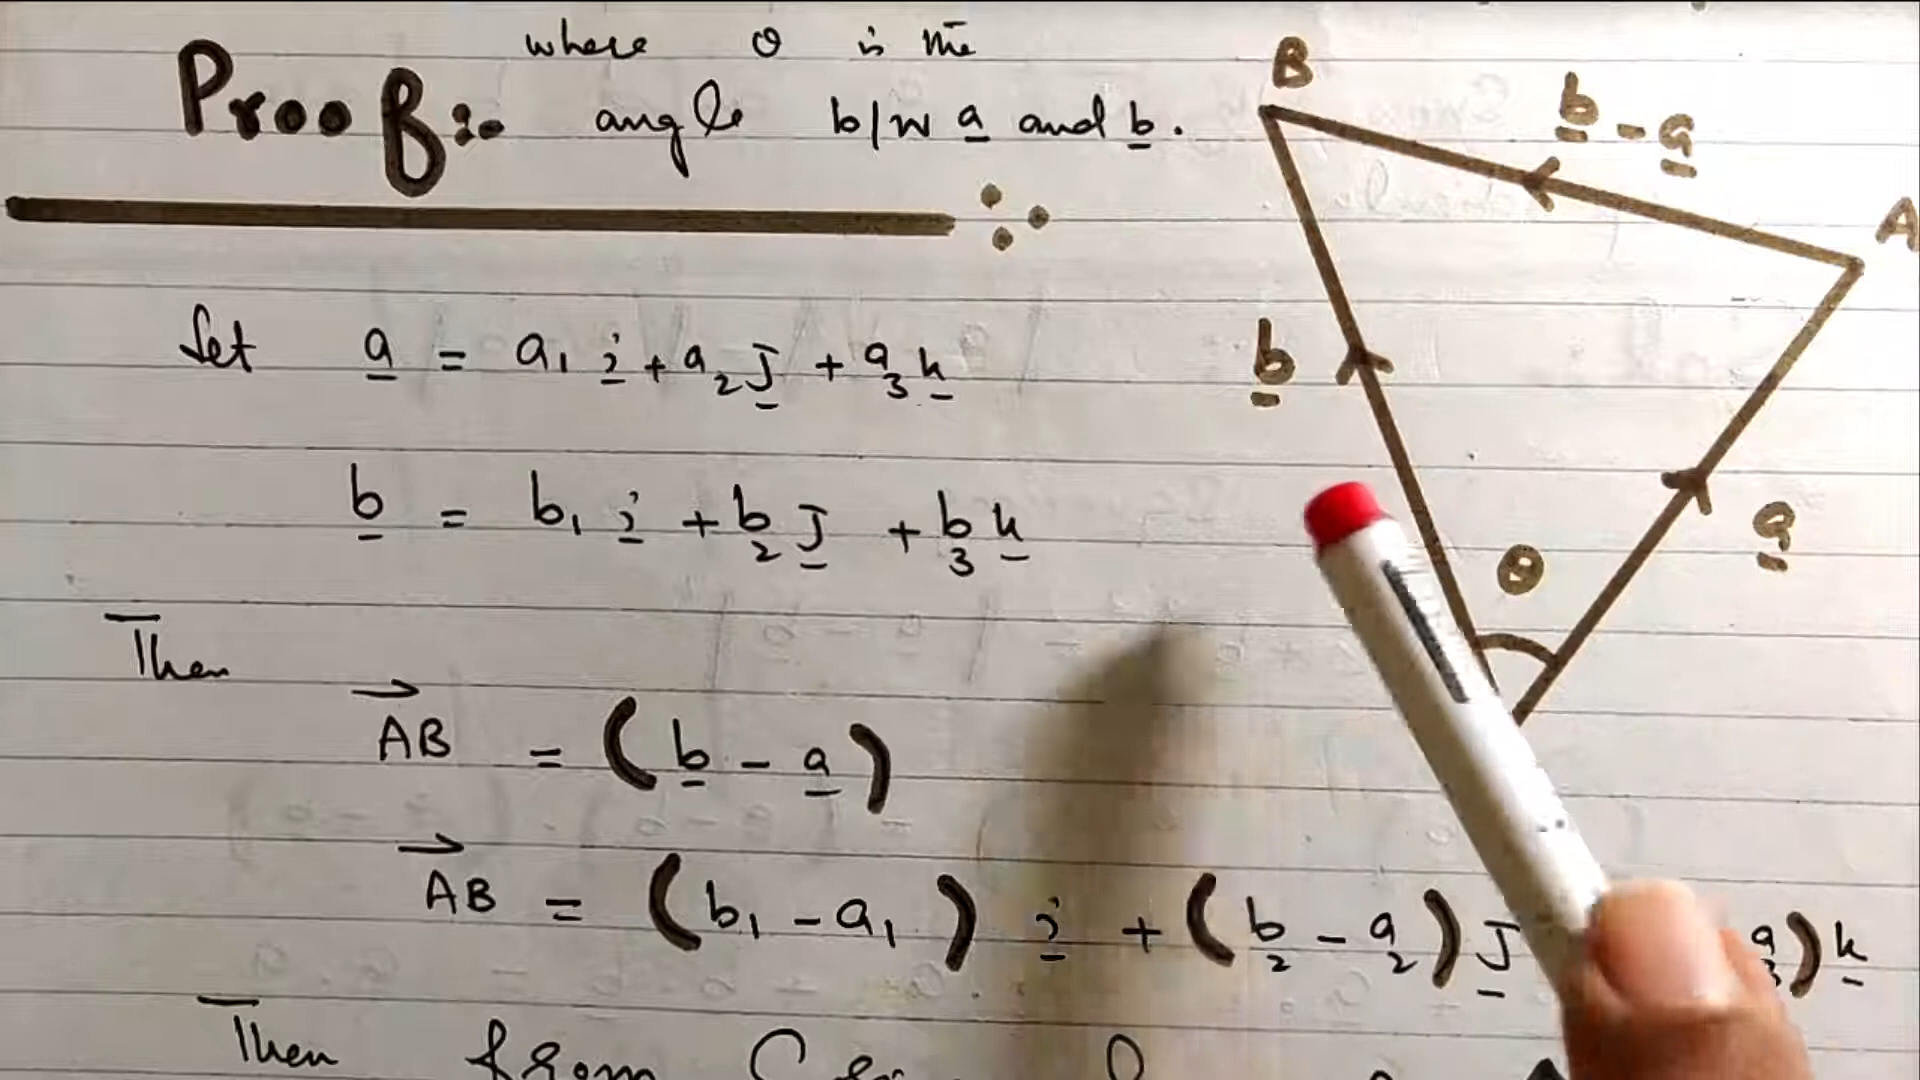 where θ is the
Proof:- angle b/w a and b.
Let a = a₁ i + a₂ J + a₃ k
b = b₁ i + b₂ J + b₃ k
Then
AB = (b - a)
AB = (b₁ - a₁) i + (b₂ - a₂) J a₃) k
Then from
B
b - a
A
b
a
θ